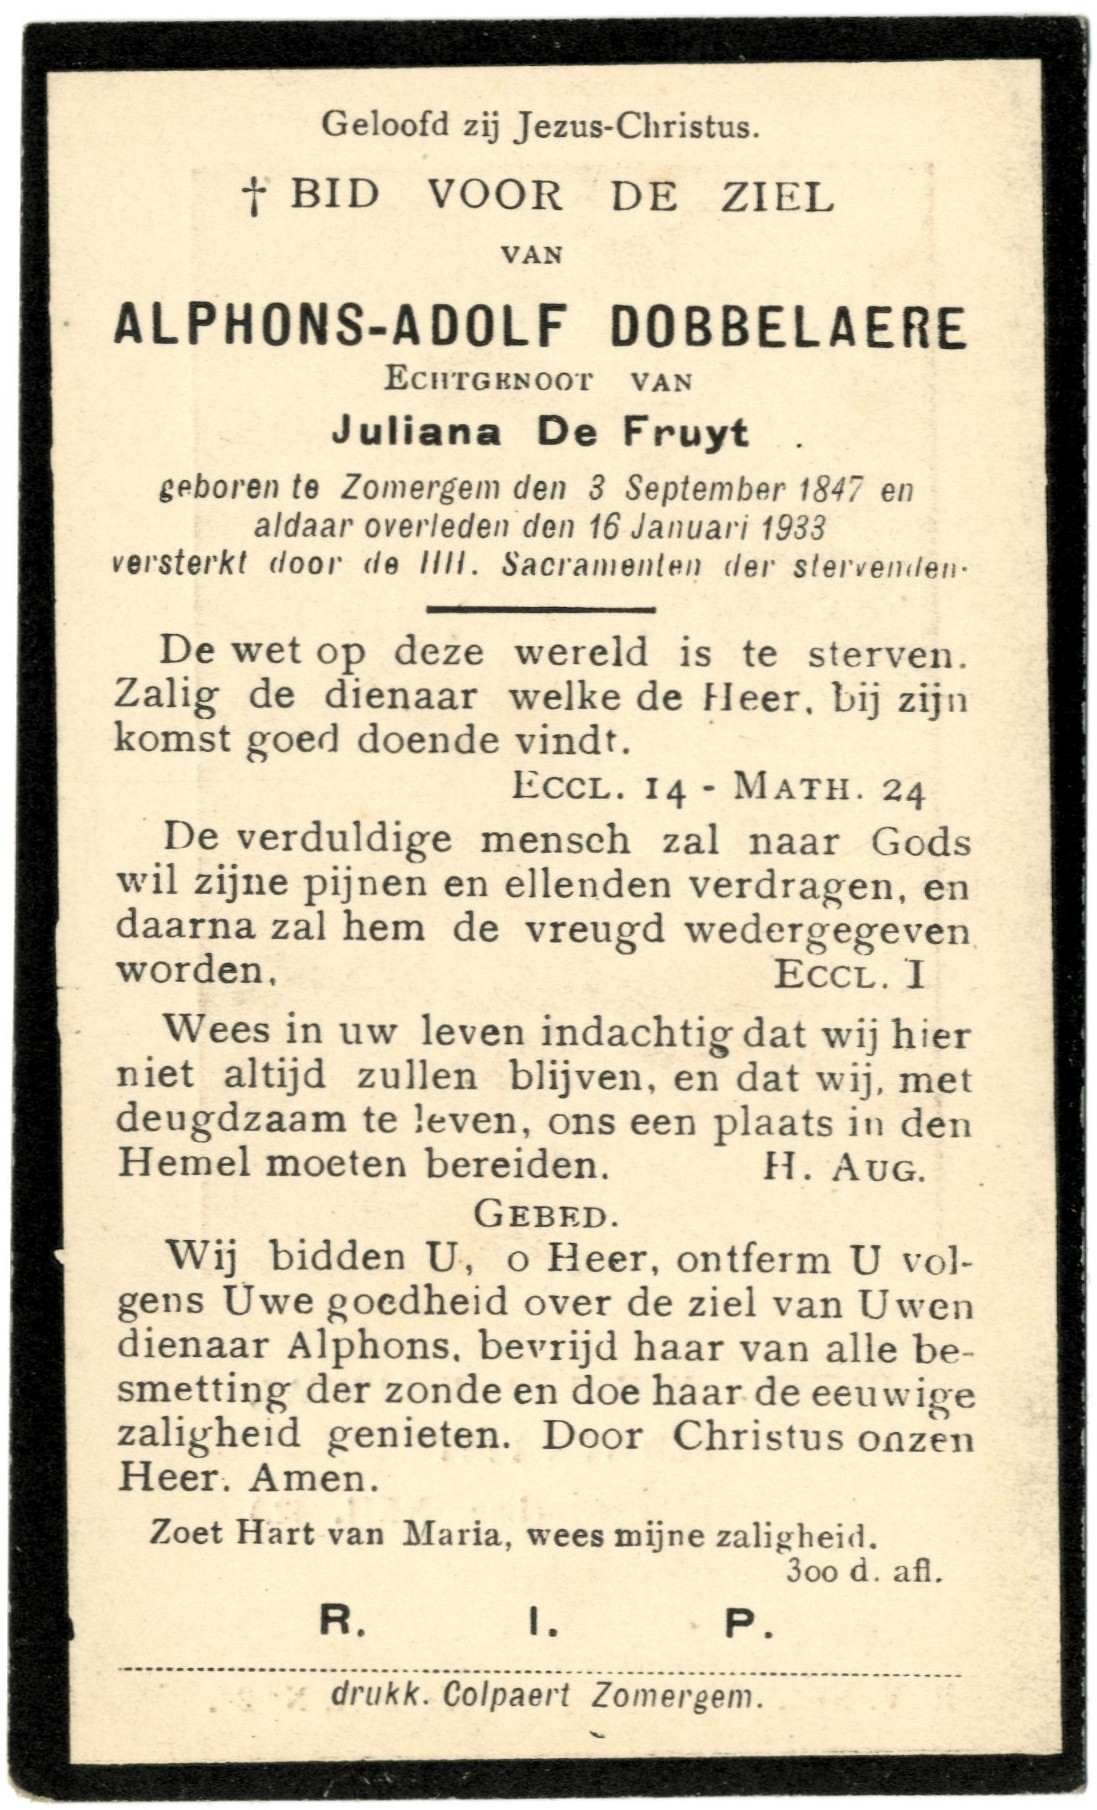 Geloofd zij Jezus-Christus.
† BID VOOR DE ZIEL
VAN
ALPHONS-ADOLF DOBBELAERE
ECHTGENOOT VAN
Juliana De Fruyt
geboren te Zomergem den 3 September 1847 en
aldaar overleden den 16 Januari 1933
versterkt door de HH. Sacramenten der stervenden.
De wet op deze wereld is te sterven.
Zalig de dienaar welke de Heer, bij zijn
komst goed doende vindt.
ECCL. 14 - MATH. 24
De verduldige mensch zal naar Gods
wil zijne pijnen en ellenden verdragen, en
daarna zal hem de vreugd wedergegeven
worden. ECCL. I
Wees in uw leven indachtig dat wij hier
niet altijd zullen blijven, en dat wij, met
deugdzaam te leven, ons een plaats in den
Hemel moeten bereiden. H. AUG.
GEBED.
Wij bidden U, o Heer, ontferm U vol-
gens Uwe goedheid over de ziel van Uwen
dienaar Alphons, bevrijd haar van alle be-
smetting der zonde en doe haar de eeuwige
zaligheid genieten. Door Christus onzen
Heer. Amen.
Zoet Hart van Maria, wees mijne zaligheid.
300 d. afl.
R. I. P.
drukk. Colpaert Zomergem.